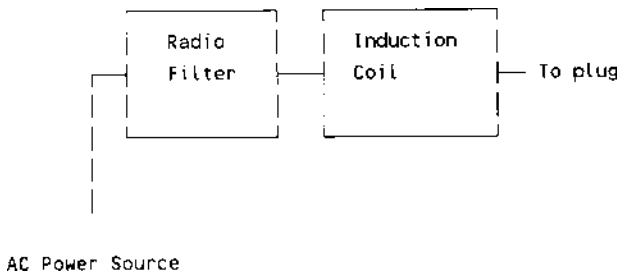 Radio
Filter
Induction
Coil
To plug
AC Power Source